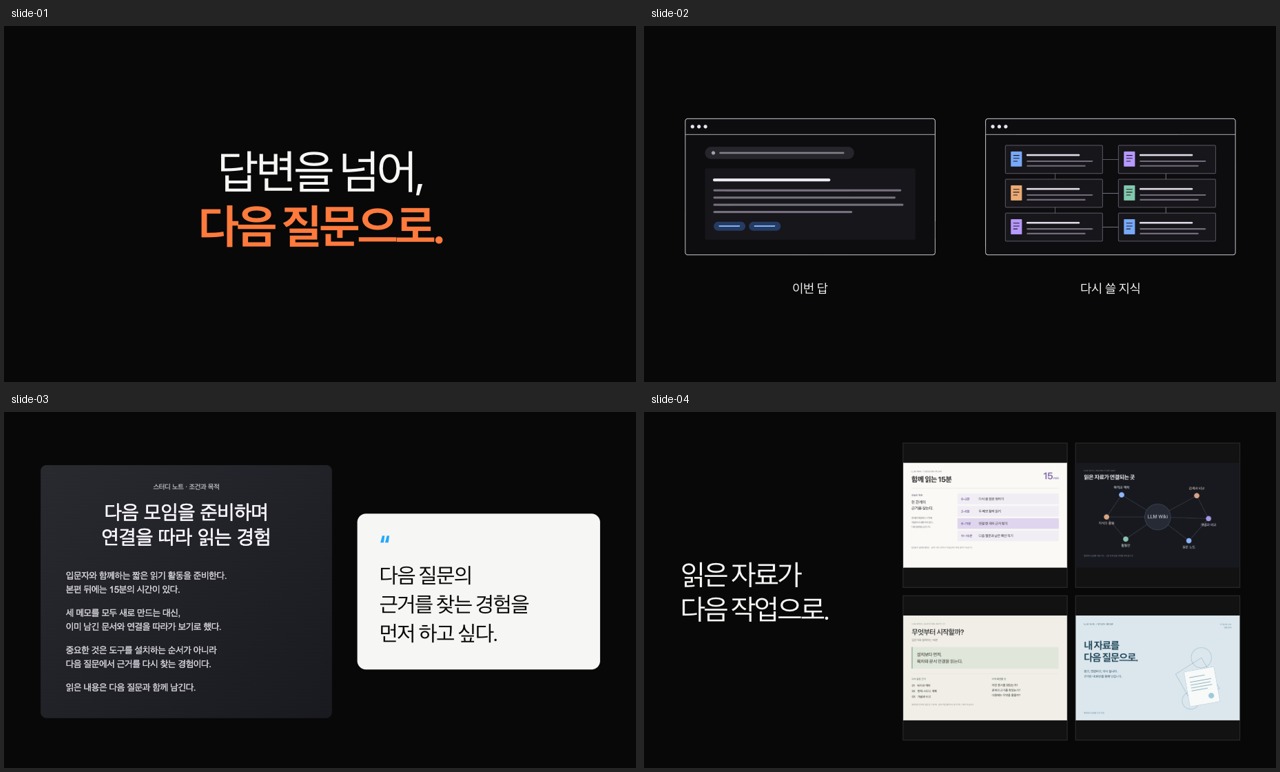 slide-01
답변을 넘어,
다음 질문으로.
slide-02
이번 답
다시 쓸 지식
slide-03
스터디 노트 · 조건과 목적
다음 모임을 준비하며
연결을 따라 읽는 경험
입문자와 함께하는 짧은 읽기 활동을 준비한다.
본편 뒤에는 15분의 시간이 있다.
세 메모를 모두 새로 만드는 대신,
이미 남긴 문서와 연결을 따라가 보기로 했다.
중요한 것은 도구를 설치하는 순서가 아니라
다음 질문에서 근거를 다시 찾는 경험이다.
읽은 내용은 다음 질문과 함께 남긴다.
“
다음 질문의
근거를 찾는 경험을
먼저 하고 싶다.
slide-04
읽은 자료가
다음 작업으로.
함께 읽는 15분
15
읽은 자료가 연결되는 곳
LLM Wiki
무엇부터 시작할까?
내 자료를
다음 질문으로.